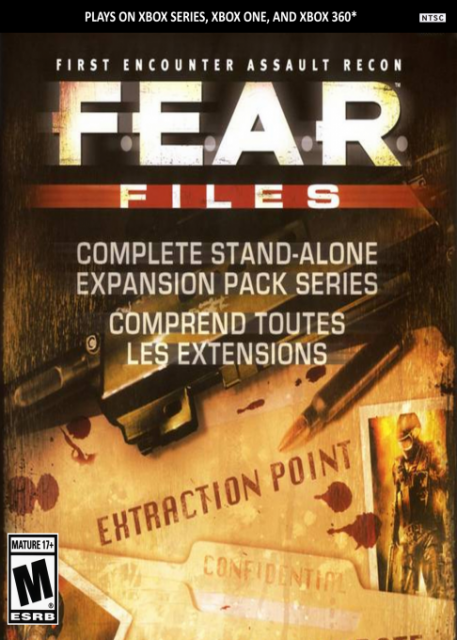 PLAYS ON XBOX SERIES, XBOX ONE, AND XBOX 360*
NTSC
FIRST ENCOUNTER ASSAULT RECON
F.E.A.R.™
FILES
COMPLETE STAND-ALONE
EXPANSION PACK SERIES
COMPREND TOUTES
LES EXTENSIONS
EXTRACTION POINT
CONFIDENTIAL
MATURE 17+
M®
ESRB